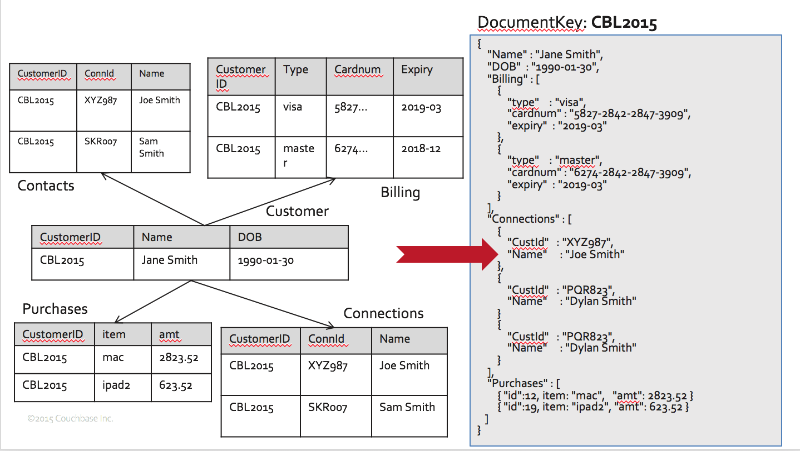 DocumentKey: CBL2015
CustomerID ConnId Name
CBL2015 XYZ987 Joe Smith
CBL2015 SKR007 Sam
Smith
Contacts
Customer Type Cardnum Expiry
ID
CBL2015 visa 5827... 2019-03
CBL2015 maste 6274... 2018-12
r
Billing
Customer
CustomerID Name DOB
CBL2015 Jane Smith 1990-01-30
Purchases
CustomerID item amt
CBL2015 mac 2823.52
CBL2015 ipad2 623.52
Connections
CustomerID ConnId Name
CBL2015 XYZ987 Joe Smith
CBL2015 SKR007 Sam Smith
©2015 Couchbase Inc.
{
"Name" : "Jane Smith",
"DOB" : "1990-01-30",
"Billing" : [
{
"type" : "visa",
"cardnum" : "5827-2842-2847-3909",
"expiry" : "2019-03"
},
{
"type" : "master",
"cardnum" : "6274-2842-2847-3909",
"expiry" : "2019-03"
}
],
"Connections" : [
{
"CustId" : "XYZ987",
"Name" : "Joe Smith"
},
{
"CustId" : "PQR823",
"Name" : "Dylan Smith"
}
{
"CustId" : "PQR823",
"Name" : "Dylan Smith"
}
],
"Purchases" : [
{ "id":12, item: "mac", "amt": 2823.52 }
{ "id":19, item: "ipad2", "amt": 623.52 }
]
}